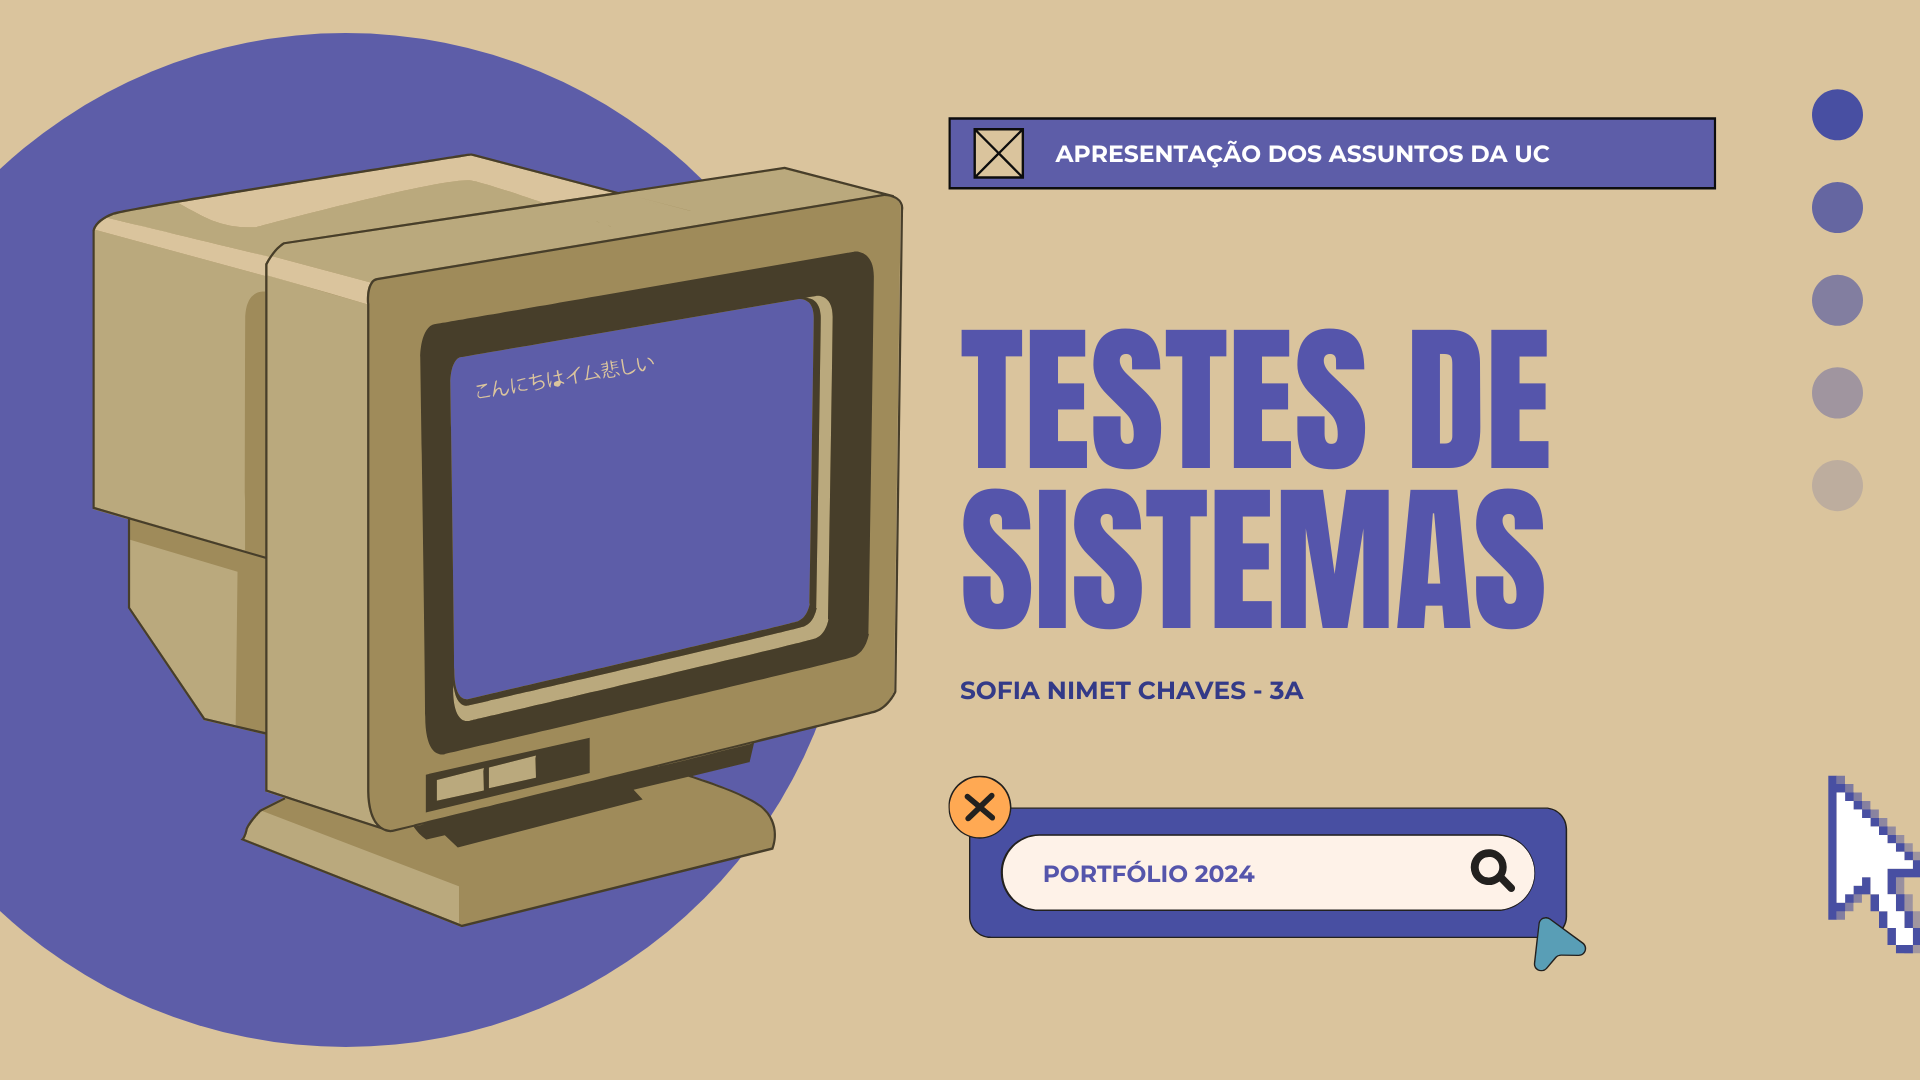 こんにちはイム悲しい
APRESENTAÇÃO DOS ASSUNTOS DA UC
TESTES DE
SISTEMAS
SOFIA NIMET CHAVES - 3A
PORTFÓLIO 2024